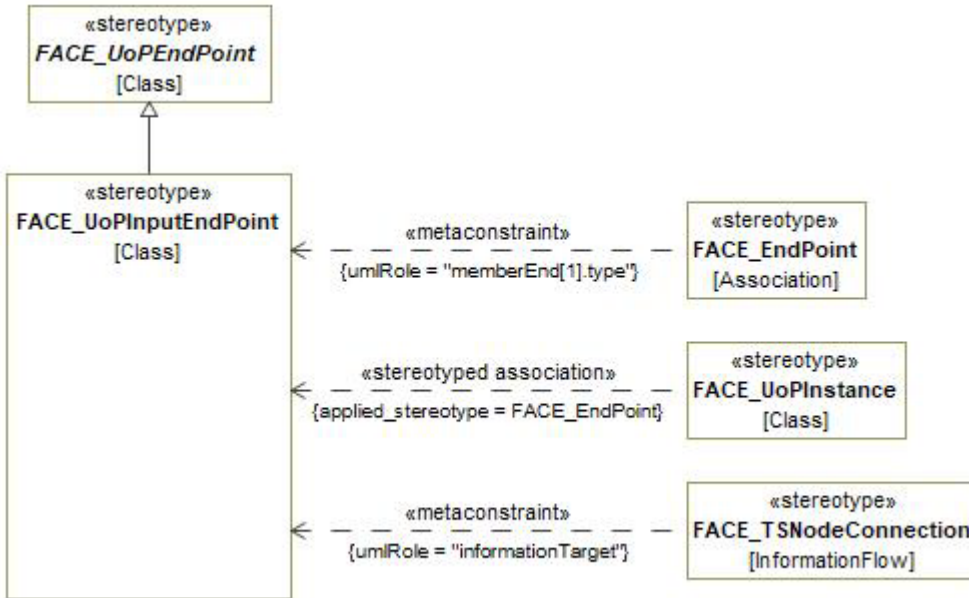 «stereotype»
FACE_UoPEndPoint
[Class]
«stereotype»
FACE_UoPInputEndPoint
[Class]
«metaconstraint»
{umlRole = "memberEnd[1].type"}
«stereotype»
FACE_EndPoint
[Association]
«stereotyped association»
{applied_stereotype = FACE_EndPoint}
«stereotype»
FACE_UoPInstance
[Class]
«metaconstraint»
{umlRole = "informationTarget"}
«stereotype»
FACE_TSNodeConnection
[InformationFlow]